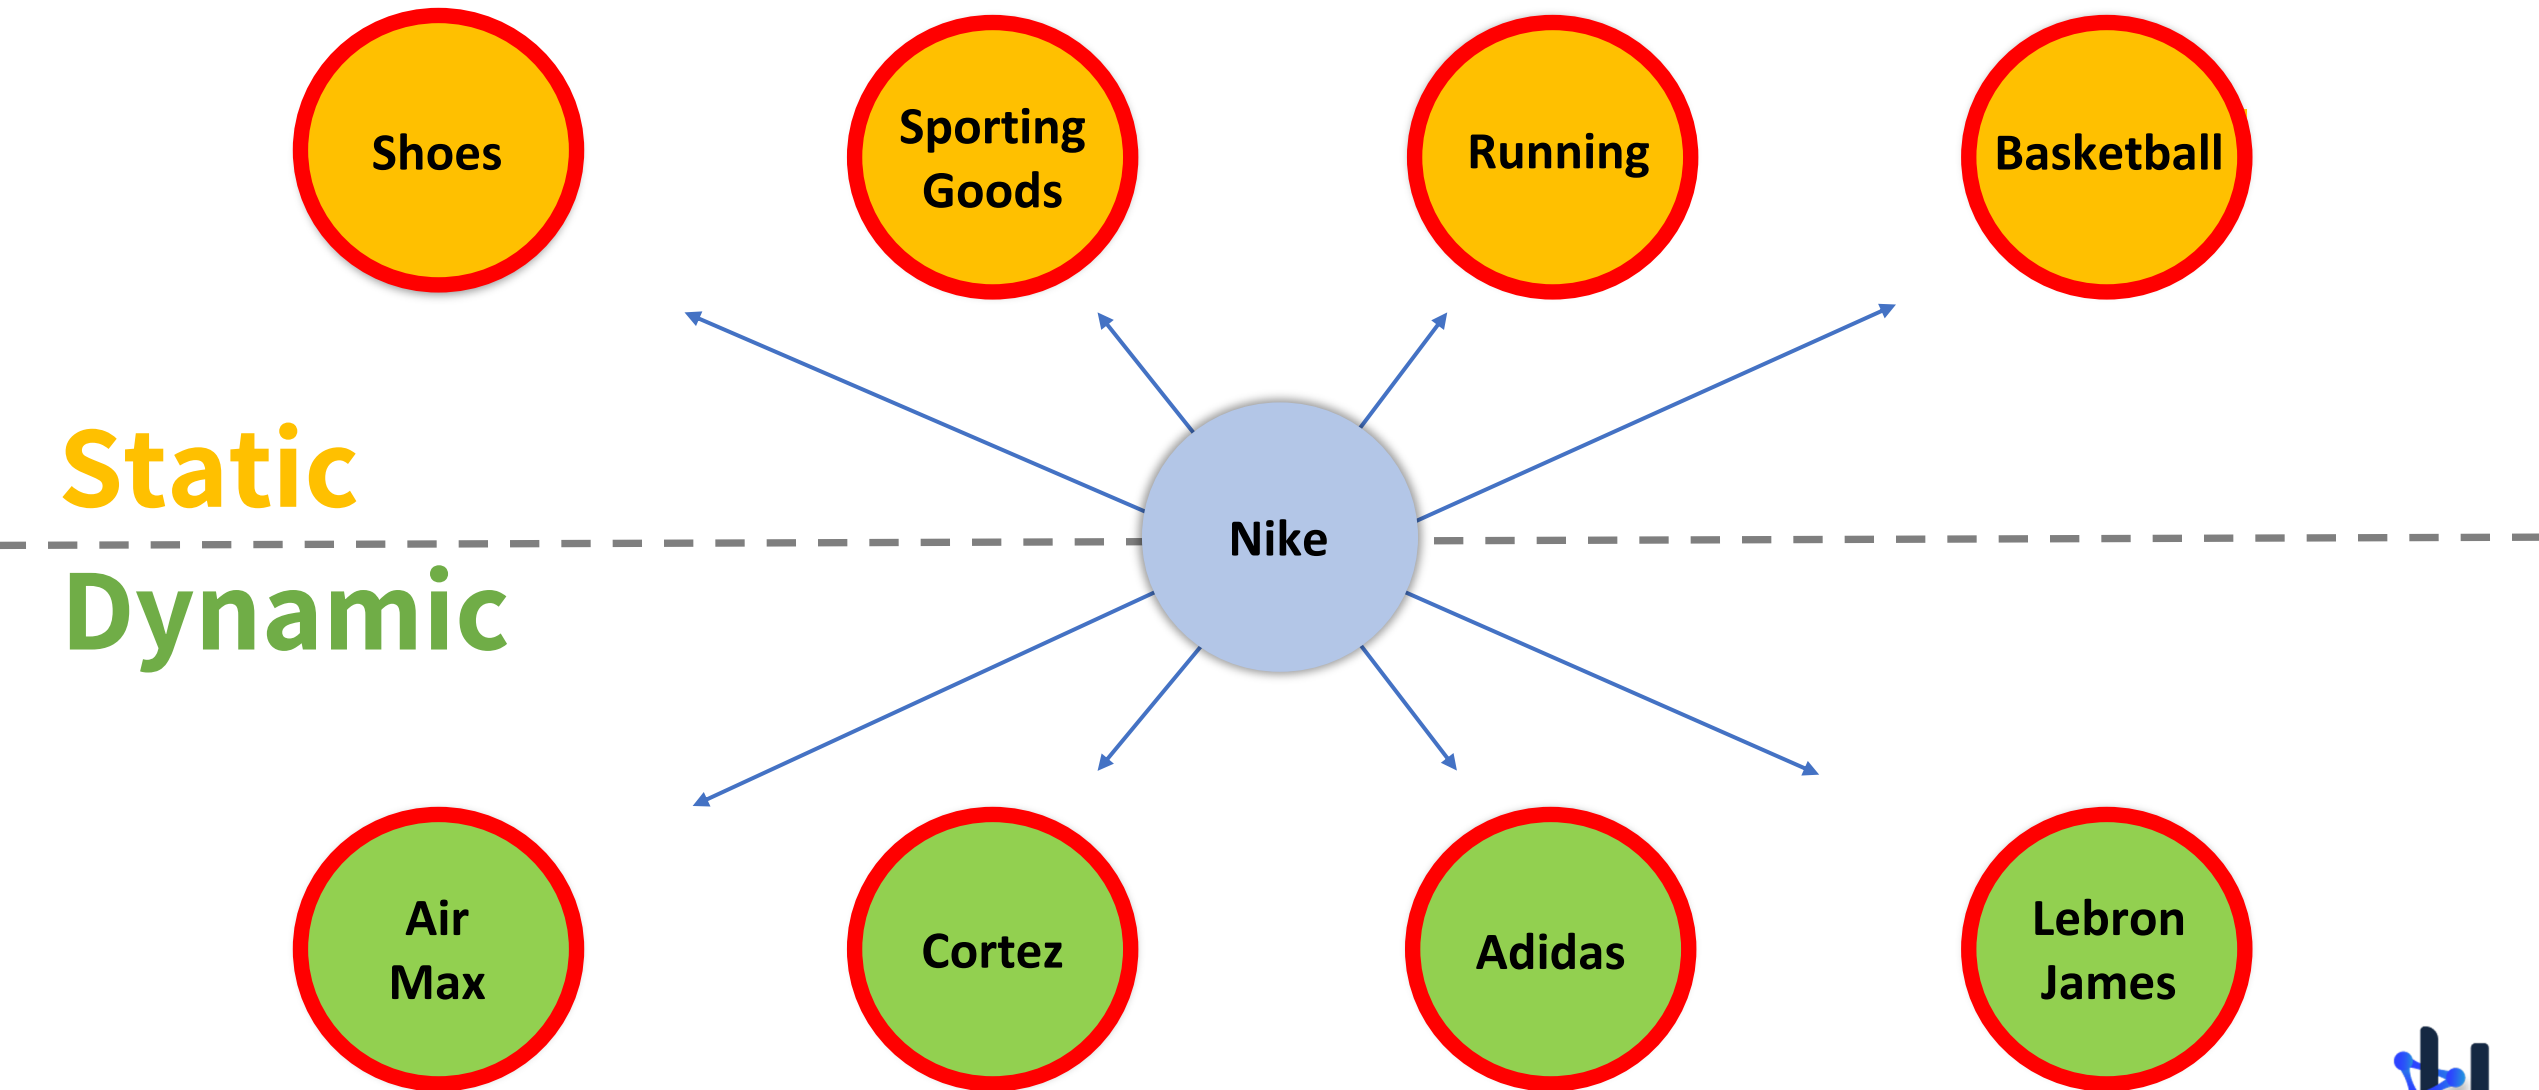 Shoes
Sporting
Goods
Running
Basketball
Static
Nike
Dynamic
Air
Max
Cortez
Adidas
Lebron
James